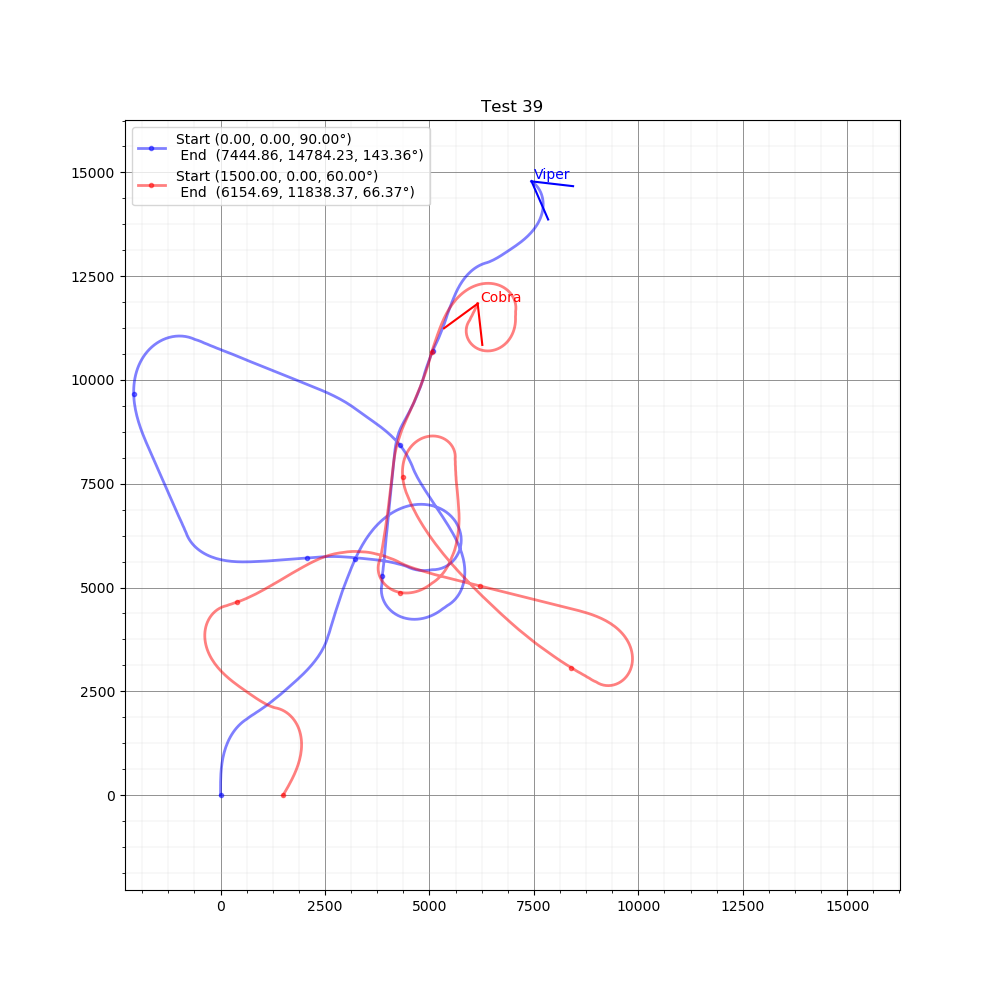 Test 39
Start (0.00, 0.00, 90.00°)
End  (7444.86, 14784.23, 143.36°)
Start (1500.00, 0.00, 60.00°)
End  (6154.69, 11838.37, 66.37°)
Viper
Cobra
15000
12500
10000
7500
5000
2500
0
0 2500 5000 7500 10000 12500 15000